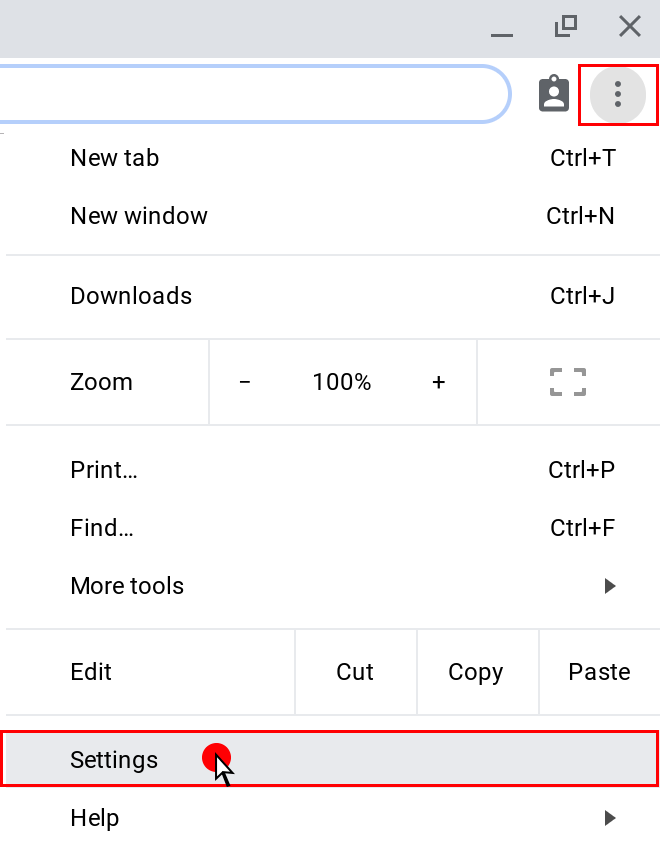 New tab Ctrl+T
New window Ctrl+N
Downloads Ctrl+J
Zoom − 100% +
Print... Ctrl+P
Find... Ctrl+F
More tools
Edit Cut Copy Paste
Settings
Help